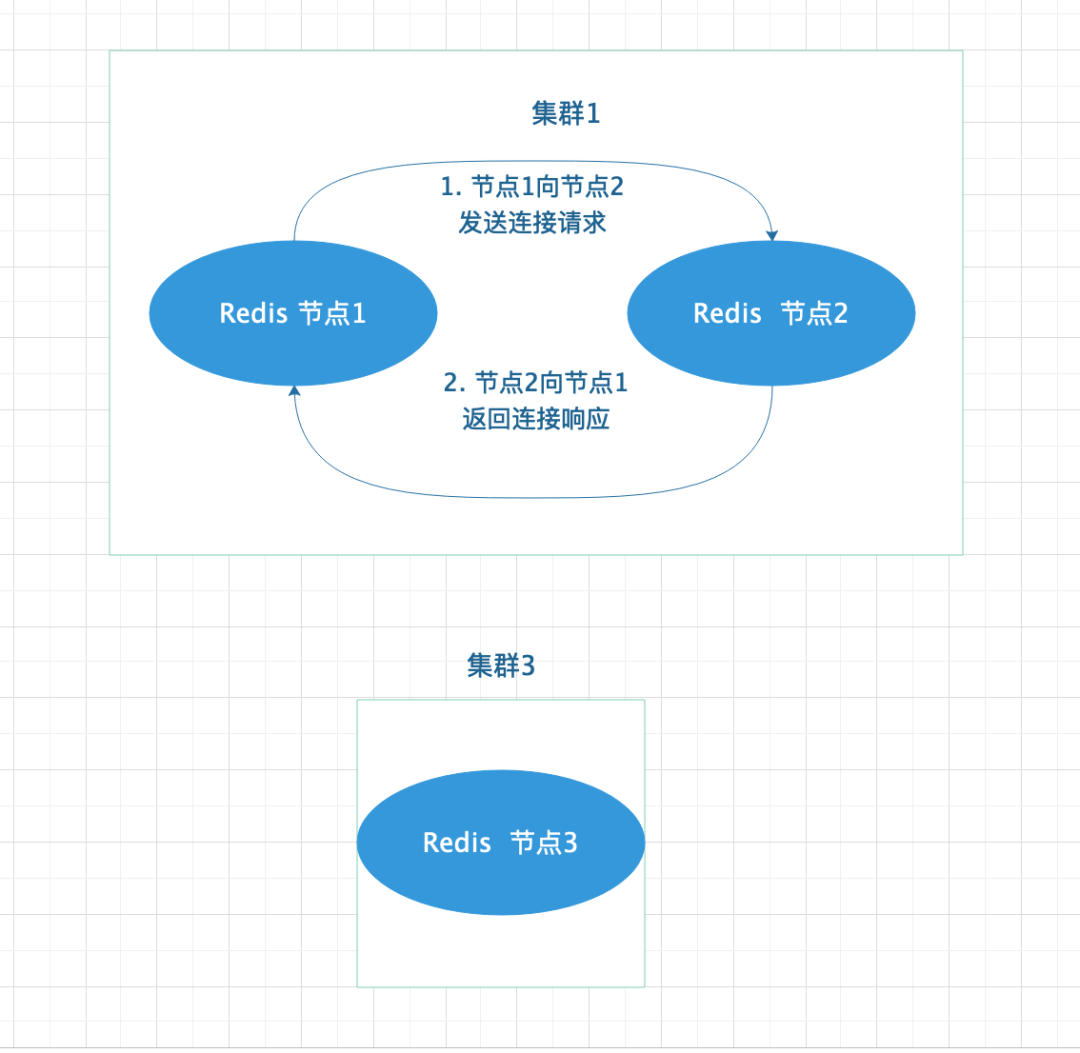 集群1
1. 节点1向节点2
发送连接请求
Redis 节点1
Redis 节点2
2. 节点2向节点1
返回连接响应
集群3
Redis 节点3